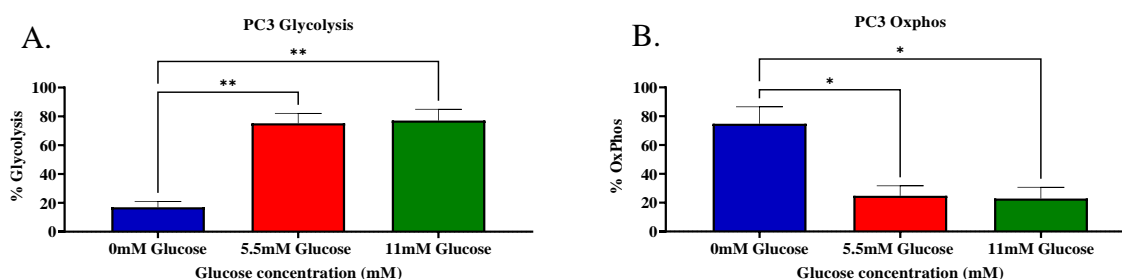 A.
PC3 Glycolysis
**
**
% Glycolysis
100
80
60
40
20
0
0mM Glucose 5.5mM Glucose 11mM Glucose
Glucose concentration (mM)
B.
PC3 Oxphos
*
*
% OxPhos
100
80
60
40
20
0
0mM Glucose 5.5mM Glucose 11mM Glucose
Glucose concentration (mM)